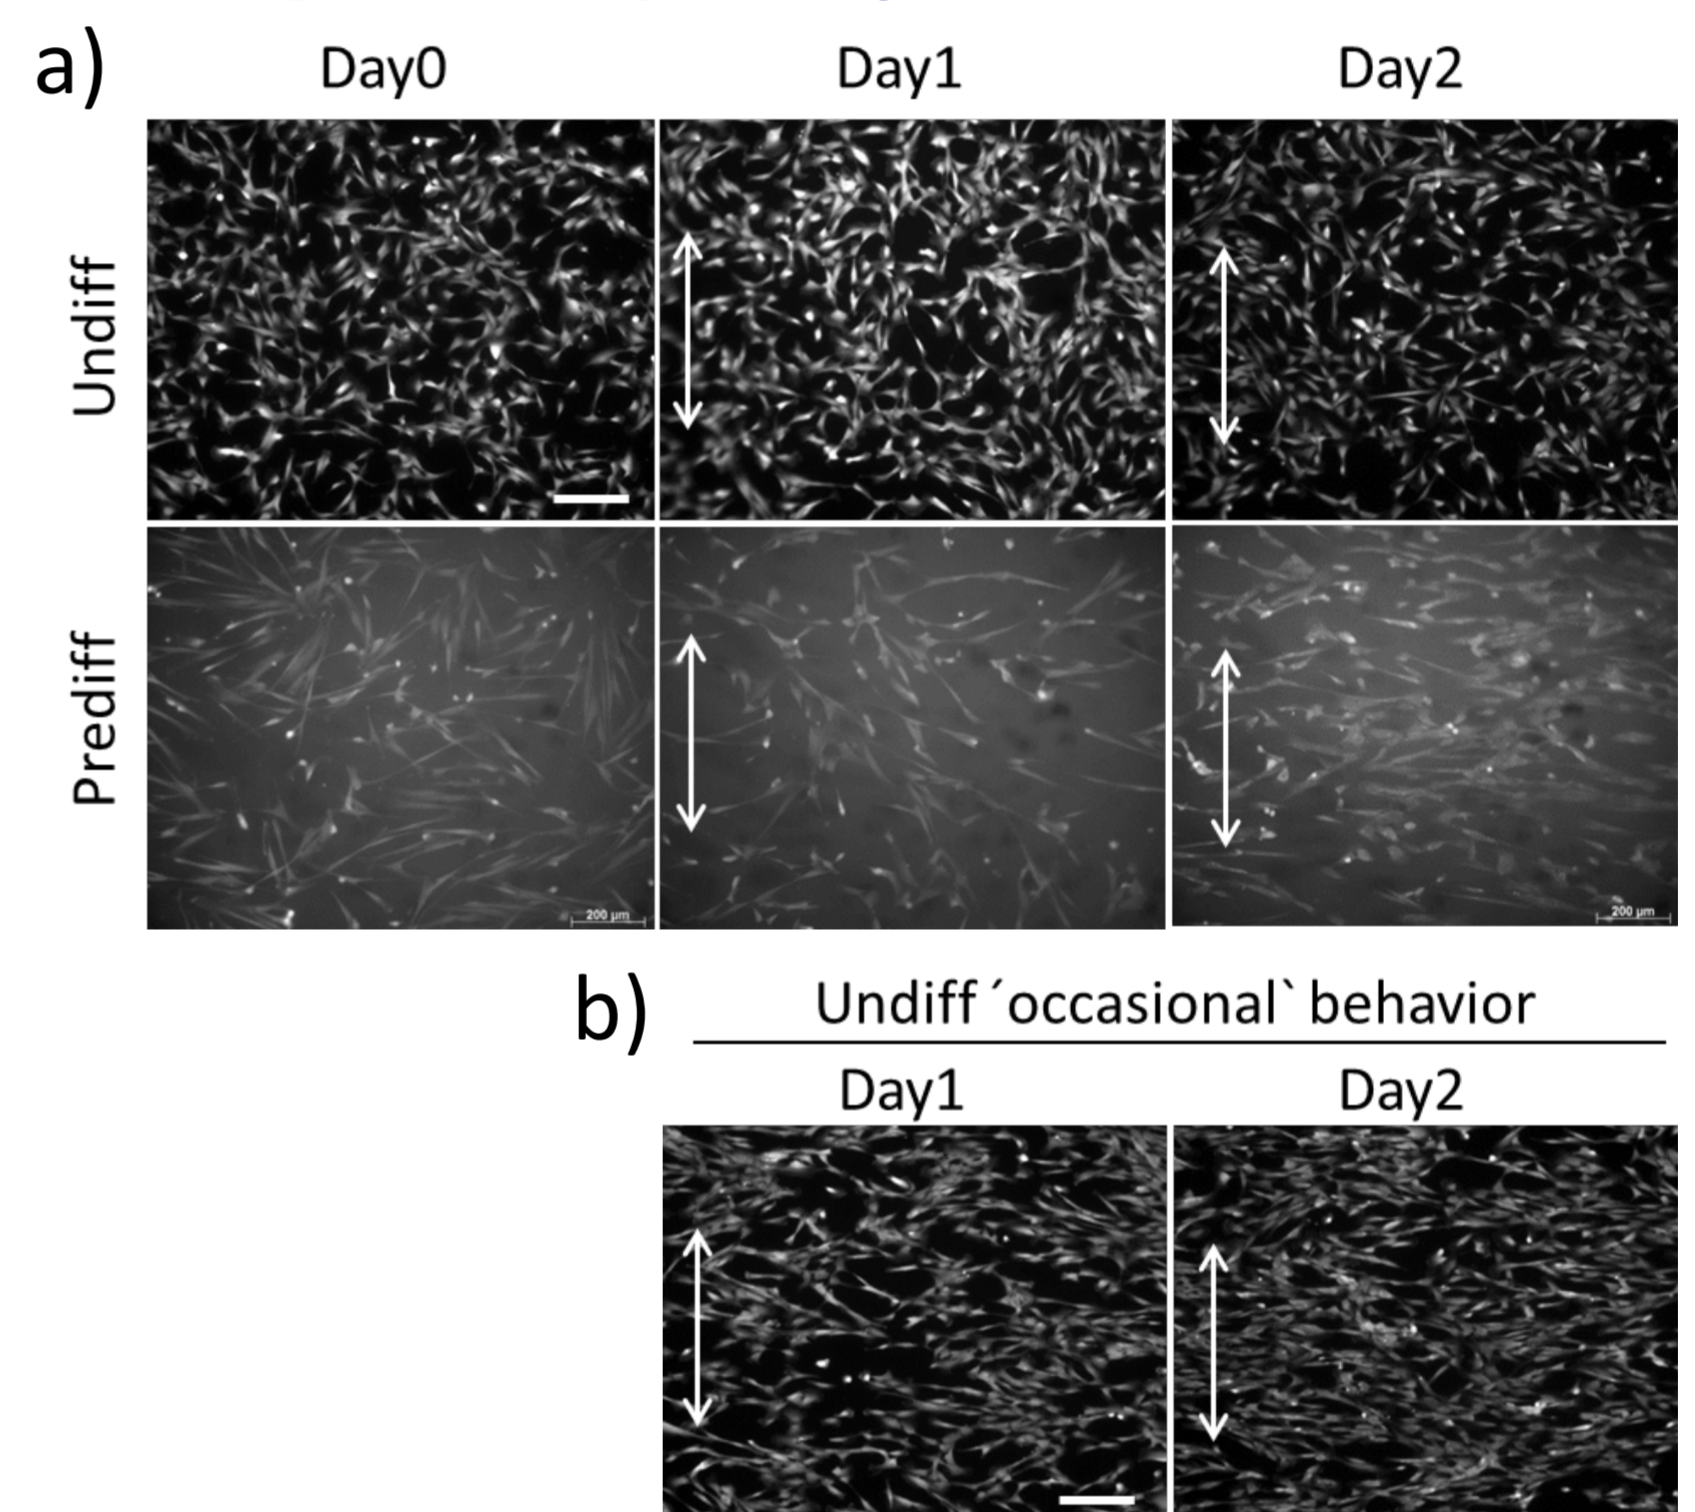 a)
Day0 Day1 Day2
Undiff
Prediff
200 µm
200 µm
b)
Undiff ´occasional` behavior
Day1 Day2